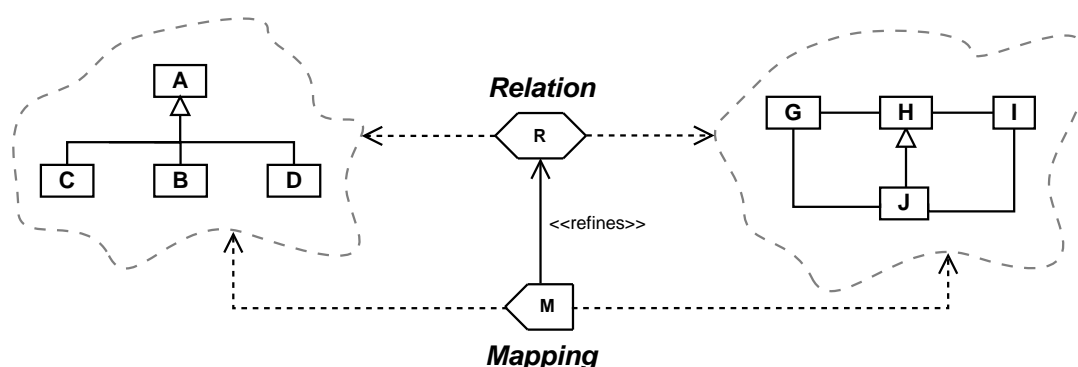 A
C B D
Relation
R
<<refines>>
M
Mapping
G H I
J